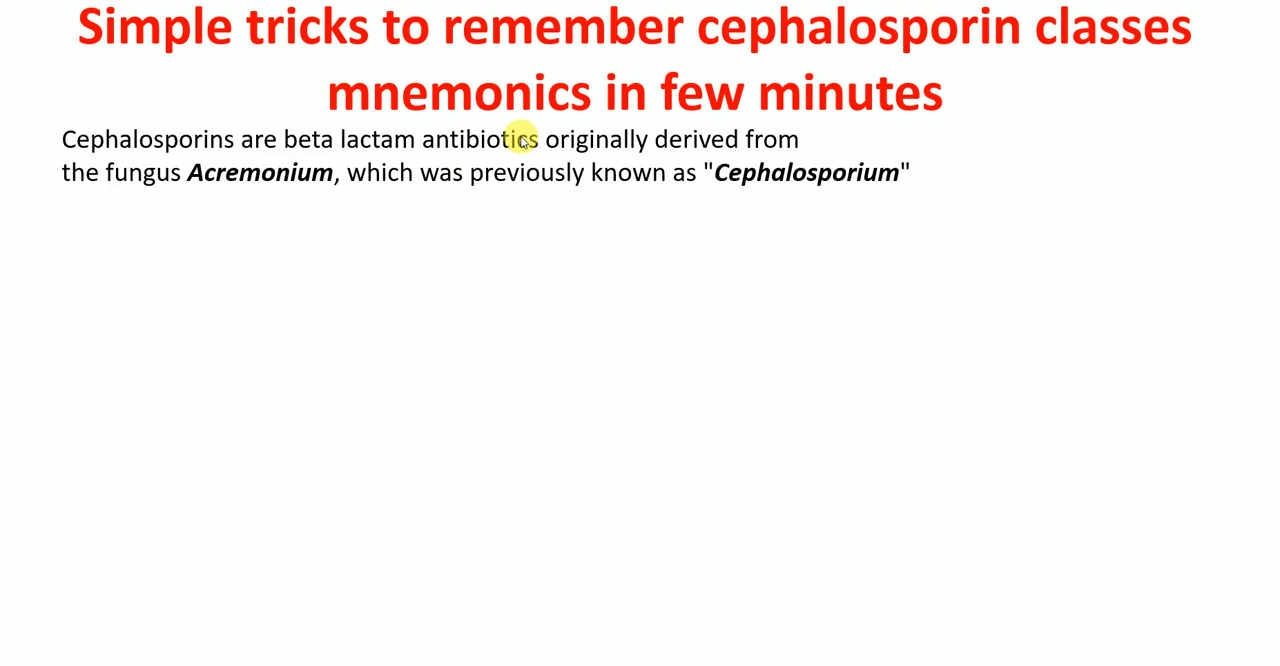 Simple tricks to remember cephalosporin classes
mnemonics in few minutes
Cephalosporins are beta lactam antibiotics originally derived from
the fungus Acremonium, which was previously known as "Cephalosporium"